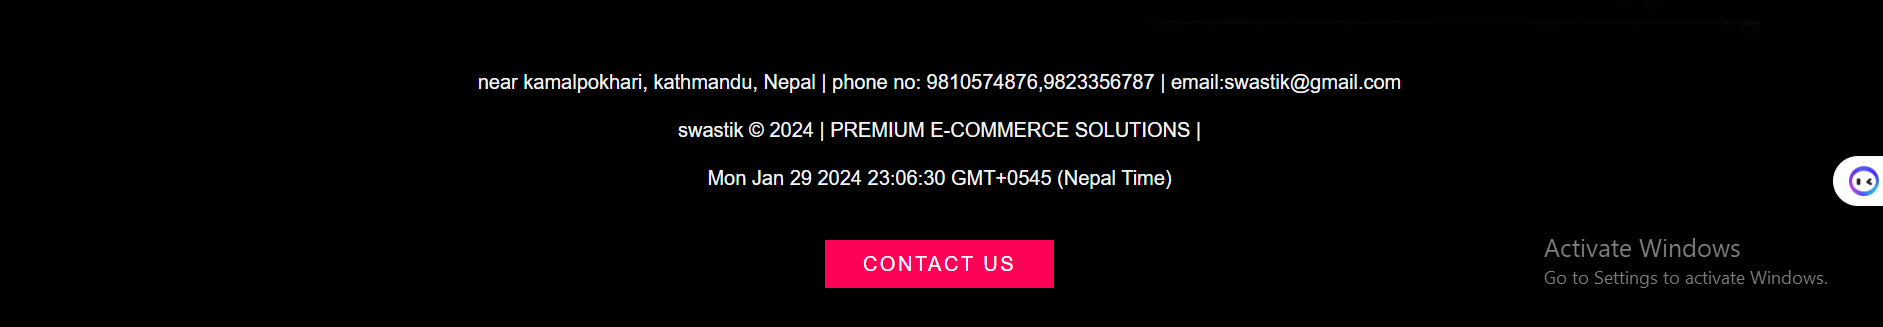 near kamalpokhari, kathmandu, Nepal | phone no: 9810574876,9823356787 | email:swastik@gmail.com
swastik © 2024 | PREMIUM E-COMMERCE SOLUTIONS |
Mon Jan 29 2024 23:06:30 GMT+0545 (Nepal Time)
CONTACT US
Activate Windows
Go to Settings to activate Windows.